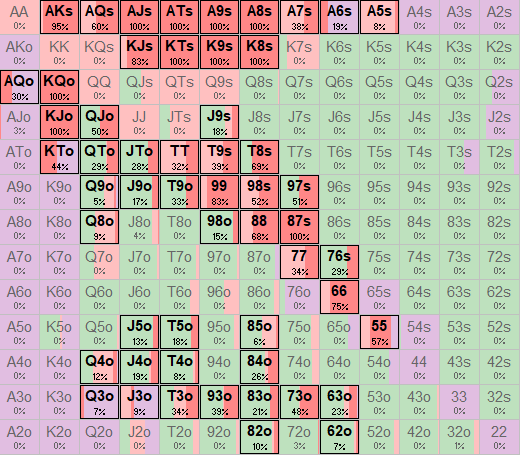 AA AKs AQs AJs ATs A9s A8s A7s A6s A5s A4s A3s A2s
0% 95% 60% 100% 100% 100% 100% 38% 19% 8% 0% 0% 0%
AKo KK KQs KJs KTs K9s K8s K7s K6s K5s K4s K3s K2s
0% 0% 0% 83% 100% 100% 100% 0% 0% 0% 0% 0% 0%
AQo KQo QQ QJs QTs Q9s Q8s Q7s Q6s Q5s Q4s Q3s Q2s
30% 100% 0% 0% 0% 0% 0% 0% 0% 0% 0% 0% 0%
AJo KJo QJo JJ JTs J9s J8s J7s J6s J5s J4s J3s J2s
3% 100% 50% 0% 0% 18% 0% 0% 0% 0% 0% 0% 0%
ATo KTo QTo JTo TT T9s T8s T7s T6s T5s T4s T3s T2s
0% 44% 29% 28% 32% 39% 69% 0% 0% 0% 0% 0% 0%
A9o K9o Q9o J9o T9o 99 98s 97s 96s 95s 94s 93s 92s
0% 0% 5% 17% 33% 83% 52% 51% 0% 0% 0% 0% 0%
A8o K8o Q8o J8o T8o 98o 88 87s 86s 85s 84s 83s 82s
0% 0% 9% 4% 0% 15% 68% 100% 0% 0% 0% 0% 0%
A7o K7o Q7o J7o T7o 97o 87o 77 76s 75s 74s 73s 72s
0% 0% 0% 0% 0% 0% 0% 34% 29% 0% 0% 0% 0%
A6o K6o Q6o J6o T6o 96o 86o 76o 66 65s 64s 63s 62s
0% 0% 0% 0% 0% 0% 0% 0% 75% 0% 0% 0% 0%
A5o K5o Q5o J5o T5o 95o 85o 75o 65o 55 54s 53s 52s
0% 0% 0% 13% 18% 0% 6% 0% 0% 57% 0% 0% 0%
A4o K4o Q4o J4o T4o 94o 84o 74o 64o 54o 44 43s 42s
0% 0% 12% 19% 8% 0% 26% 0% 0% 0% 0% 0% 0%
A3o K3o Q3o J3o T3o 93o 83o 73o 63o 53o 43o 33 32s
0% 0% 7% 9% 34% 39% 21% 48% 23% 0% 0% 0% 0%
A2o K2o Q2o J2o T2o 92o 82o 72o 62o 52o 42o 32o 22
0% 0% 0% 0% 0% 0% 10% 3% 7% 0% 0% 1% 0%